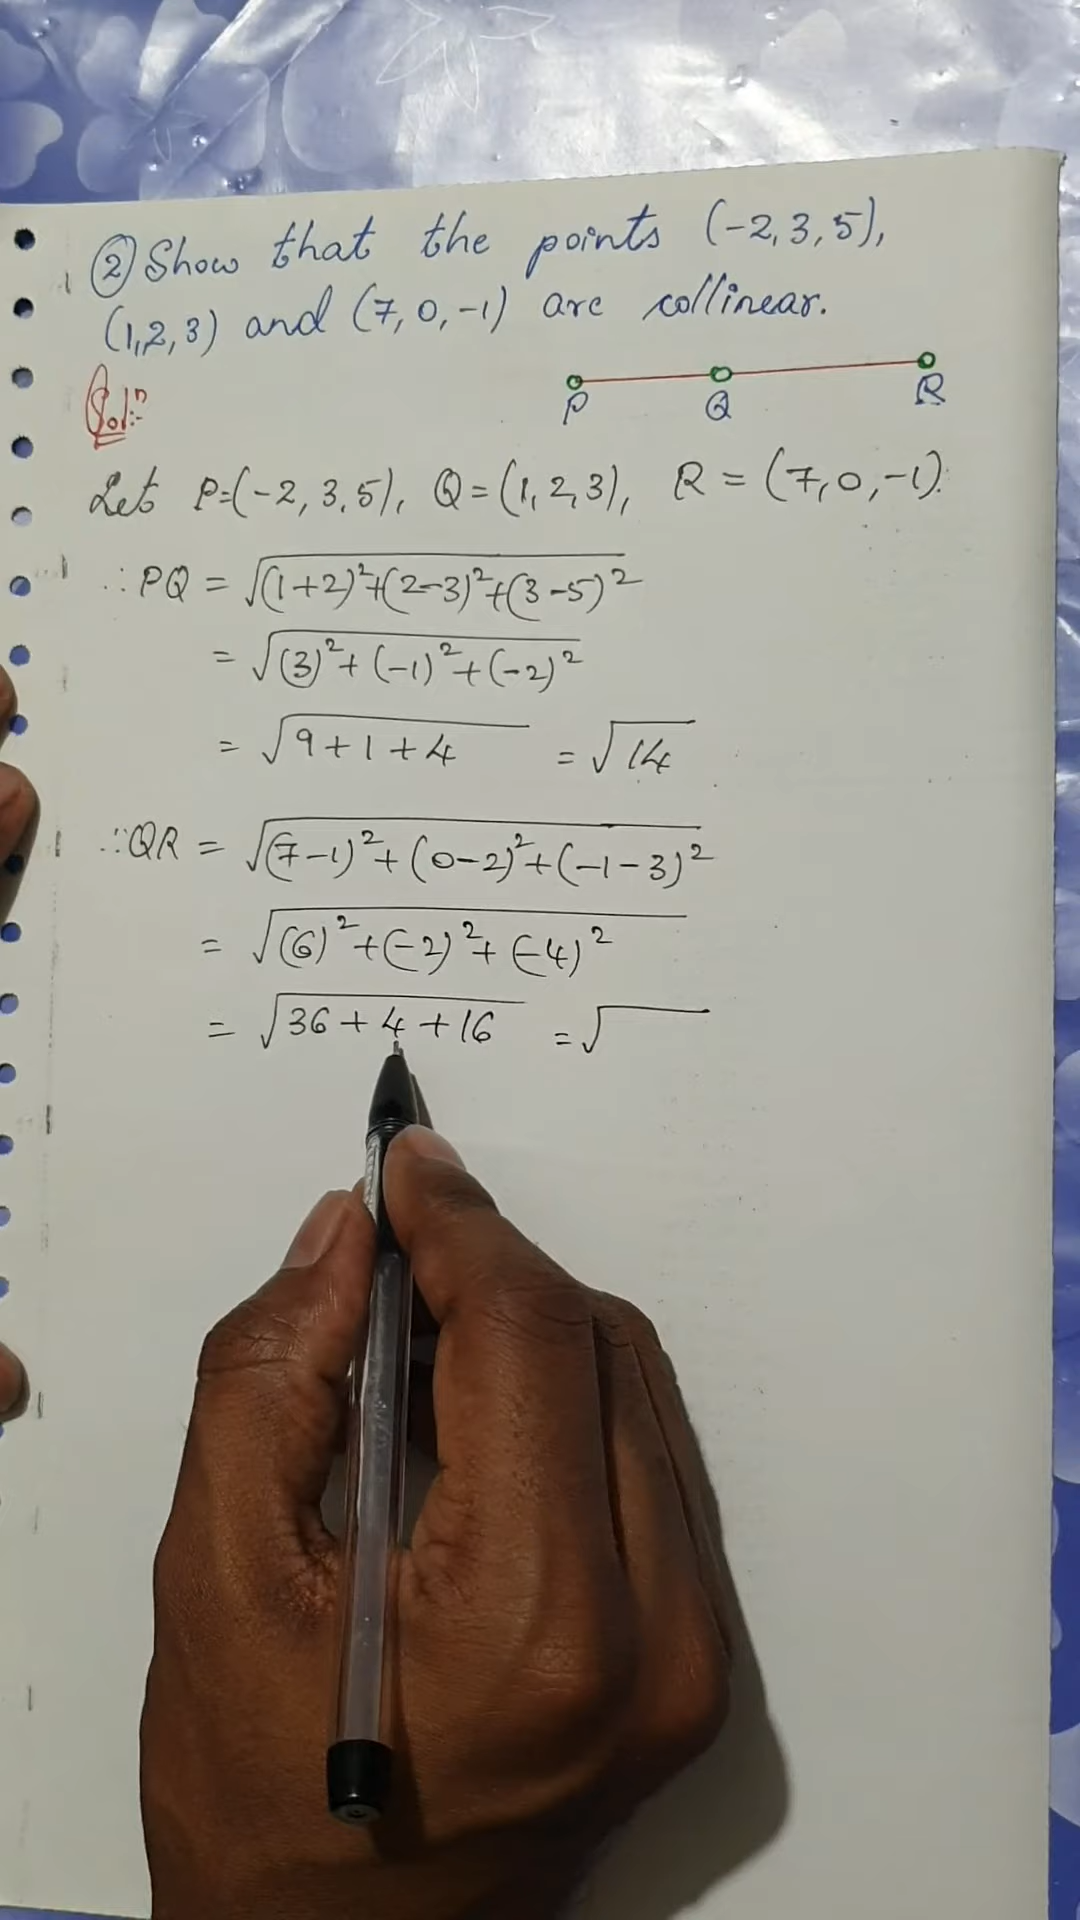 ② Show that the points (-2, 3, 5),
(1, 2, 3) and (7, 0, -1) are collinear.
Solⁿ:-
P Q R
Let P=(-2, 3, 5), Q=(1, 2, 3), R=(7, 0, -1).
∴PQ = √(1+2)²+(2-3)²+(3-5)²
= √(3)²+(-1)²+(-2)²
= √9+1+4 = √14
∴QR = √(7-1)²+(0-2)²+(-1-3)²
= √(6)²+(-2)²+(-4)²
= √36+4+16 = √